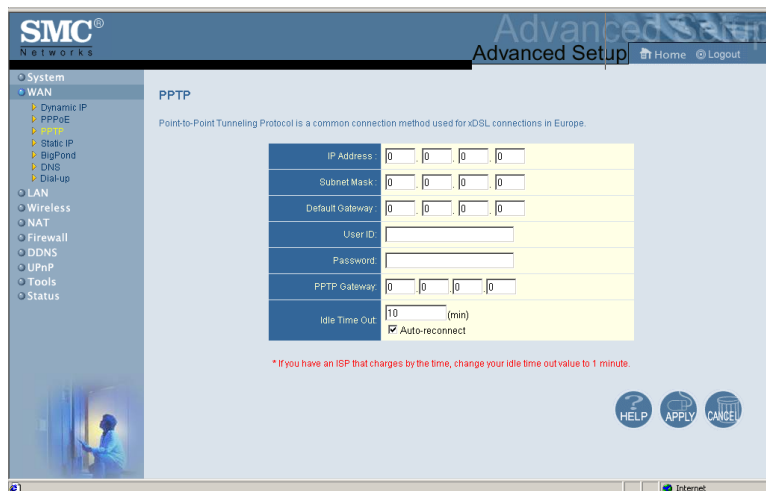 SMC®
Networks
Advanced Setup
Advanced Setup
Home
Logout
System
WAN
Dynamic IP
PPPoE
PPTP
Static IP
BigPond
DNS
Dial-up
LAN
Wireless
NAT
Firewall
DDNS
UPnP
Tools
Status
PPTP
Point-to-Point Tunneling Protocol is a common connection method used for xDSL connections in Europe.
IP Address : 0 . 0 . 0 . 0
Subnet Mask : 0 . 0 . 0 . 0
Default Gateway : 0 . 0 . 0 . 0
User ID:
Password:
PPTP Gateway: 0 . 0 . 0 . 0
Idle Time Out: 10 (min)
Auto-reconnect
* If you have an ISP that charges by the time, change your idle time out value to 1 minute.
HELP
APPLY
CANCEL
Internet